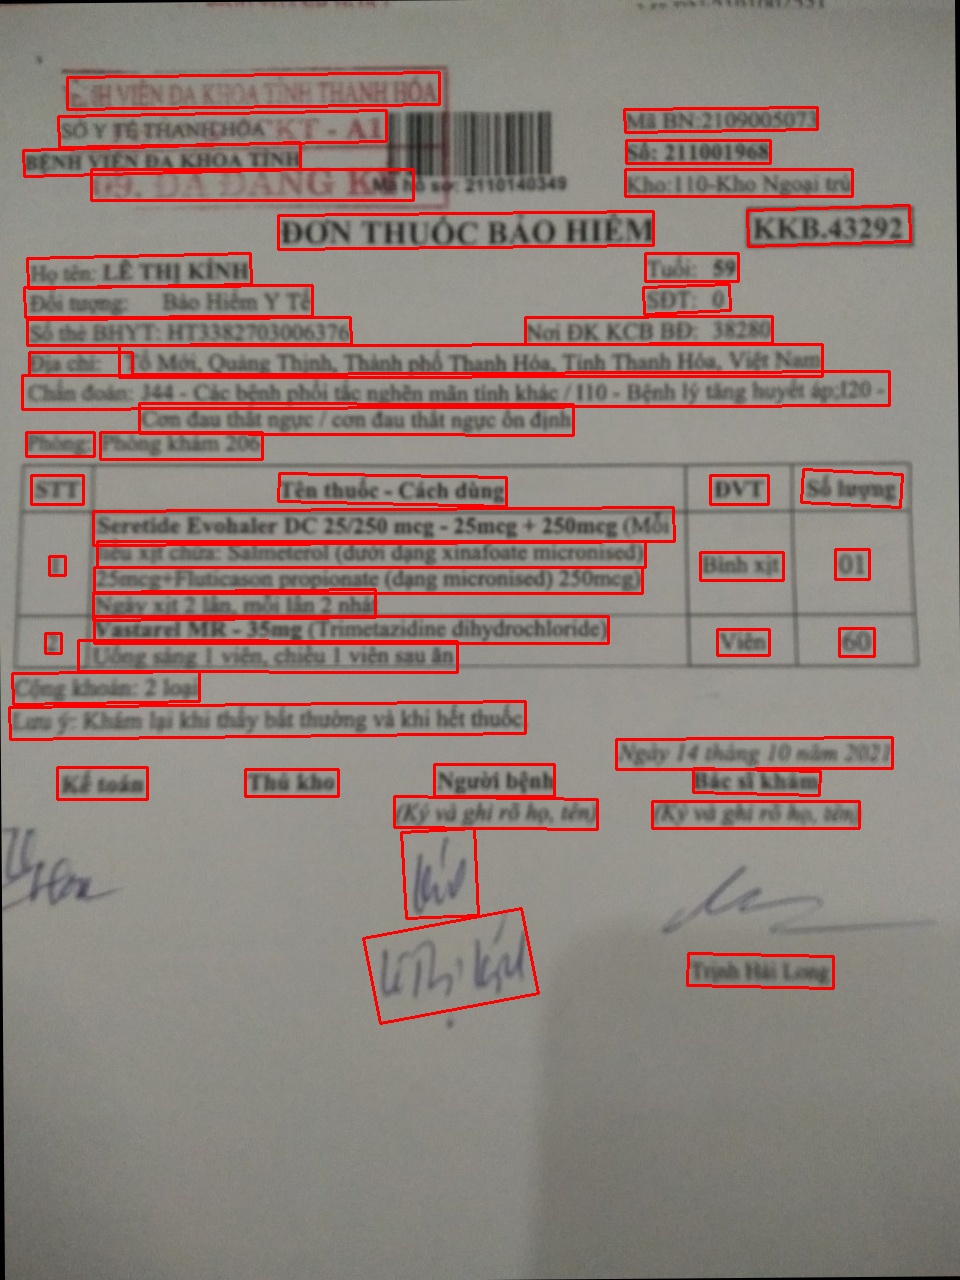 BỆNH VIỆN ĐA KHOA TỈNH THANH HÓA
SỞ Y TẾ THANH HÓA KT - A1
Mã BN:2109005073
BỆNH VIỆN ĐA KHOA TỈNH
Số: 211001968
09. ĐA ĐĂNG K
Mã hồ sơ: 2110140349
Kho:110-Kho Ngoại trú
ĐƠN THUỐC BẢO HIỂM
KKB.43292
Họ tên: LÊ THỊ KÍNH
Tuổi: 59
Đối tượng: Bảo Hiểm Y Tế
SĐT: 0
Số thẻ BHYT: HT3382703006376
Nơi ĐK KCB BĐ: 38280
Địa chỉ: Tổ Mới, Quảng Thịnh, Thành phố Thanh Hóa, Tỉnh Thanh Hóa, Việt Nam
Chẩn đoán: J44 - Các bệnh phổi tắc nghẽn mãn tính khác / I10 - Bệnh lý tăng huyết áp;I20 -
Cơn đau thắt ngực / cơn đau thắt ngực ổn định
Phòng: Phòng khám 206
STT Tên thuốc - Cách dùng ĐVT Số lượng
Seretide Evohaler DC 25/250 mcg - 25mcg + 250mcg (Mỗi
liều xịt chứa: Salmeterol (dưới dạng xinafoate micronised)
1 Bình xịt 01
25mcg+Fluticason propionate (dạng micronised) 250mcg)
Ngày xịt 2 lần, mỗi lần 2 nhát
Vastarel MR - 35mg (Trimetazidine dihydrochloride)
2 Viên 60
Uống sáng 1 viên, chiều 1 viên sau ăn
Cộng khoản: 2 loại
Lưu ý: Khám lại khi thấy bất thường và khi hết thuốc.
Ngày 14 tháng 10 năm 2021
Kế toán Thủ kho Người bệnh Bác sĩ khám
(Ký và ghi rõ họ, tên) (Ký và ghi rõ họ, tên)
Kính
Lê Thị Kính
Trịnh Hải Long